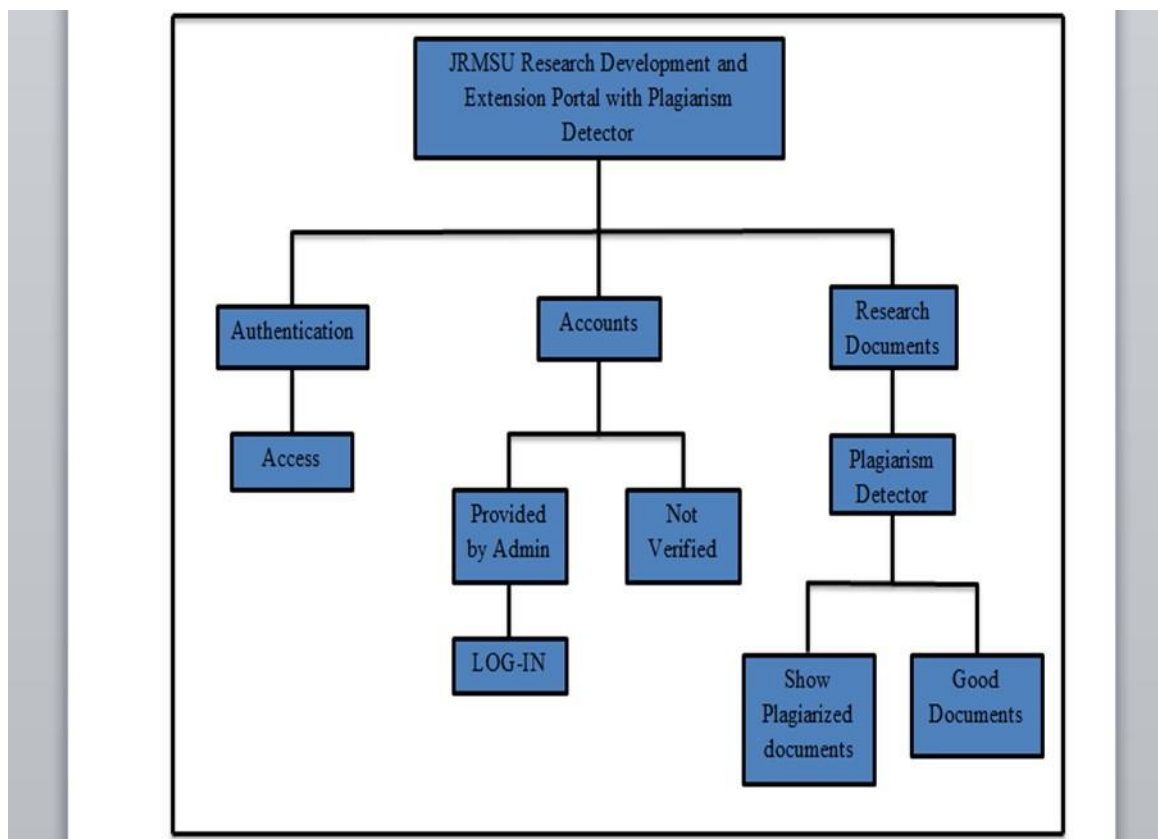 JRMSU Research Development and
Extension Portal with Plagiarism
Detector
Authentication
Accounts
Research
Documents
Access
Provided
by Admin
Not
Verified
Plagiarism
Detector
LOG-IN
Show
Plagiarized
documents
Good
Documents